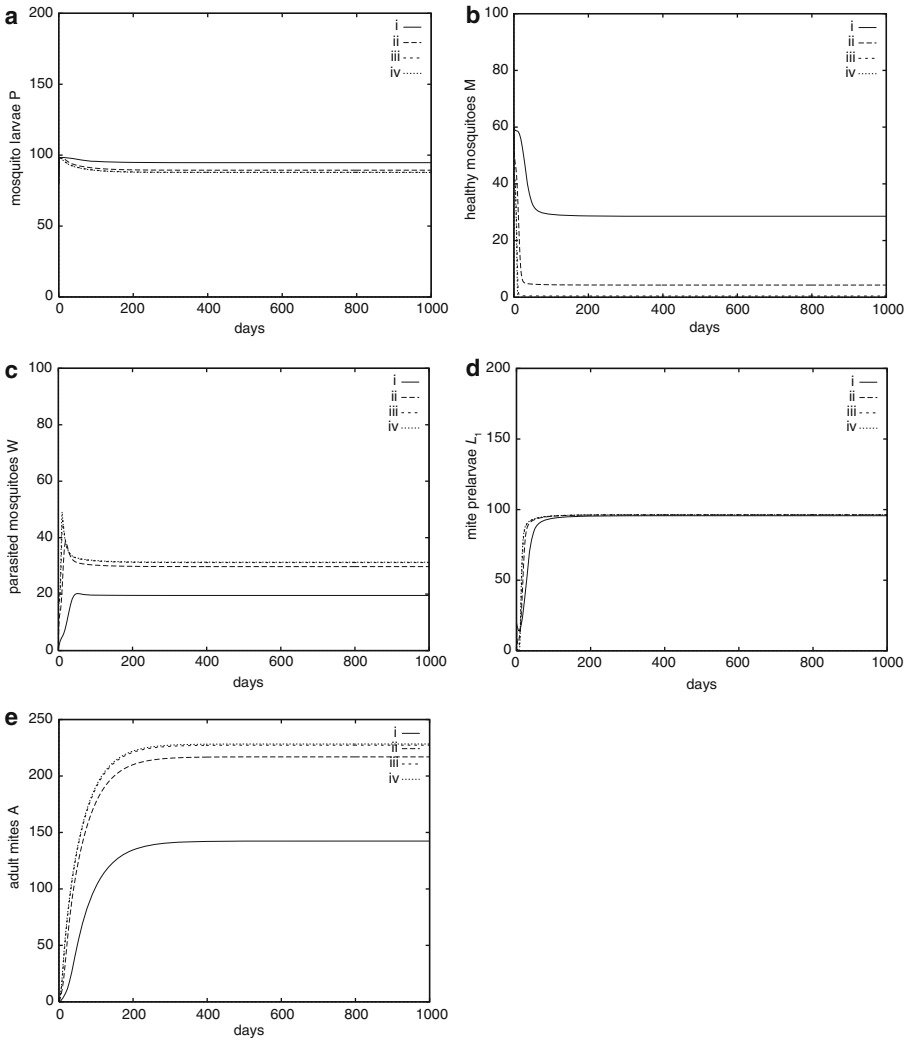 a
200
150
100
50
0
mosquito larvae P
i
ii
iii
iv
0 200 400 600 800 1000
days
b
100
80
60
40
20
0
healthy mosquitoes M
i
ii
iii
iv
0 200 400 600 800 1000
days
c
100
80
60
40
20
0
parasited mosquitoes W
i
ii
iii
iv
0 200 400 600 800 1000
days
d
200
150
100
50
0
mite prelarvae L1
i
ii
iii
iv
0 200 400 600 800 1000
days
e
250
200
150
100
50
0
adult mites A
i
ii
iii
iv
0 200 400 600 800 1000
days